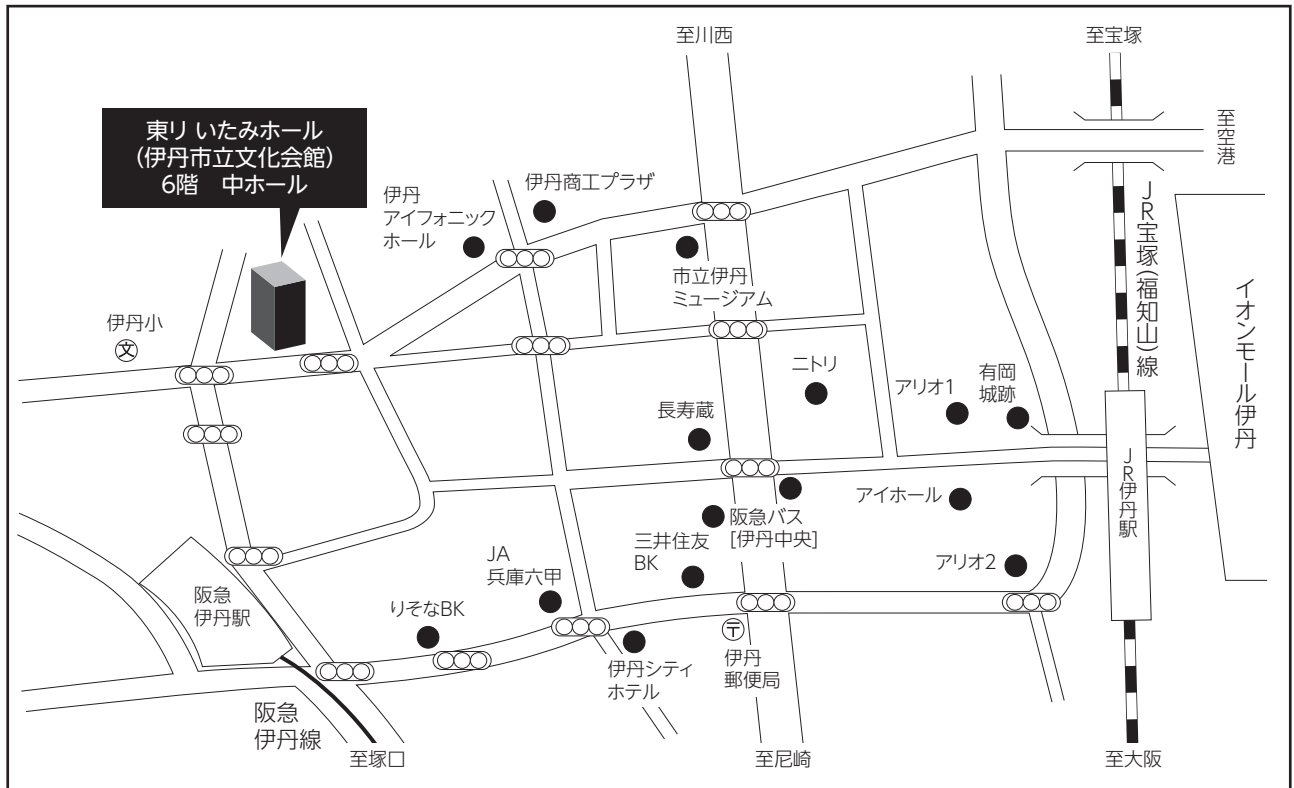 至川西
至宝塚
至空港
東リ いたみホール
(伊丹市立文化会館)
6階　中ホール
伊丹商工プラザ
伊丹
アイフォニック
ホール
JR宝塚(福知山)線
市立伊丹
ミュージアム
イオンモール伊丹
伊丹小
文
ニトリ
アリオ1
有岡
城跡
長寿蔵
JR伊丹駅
アイホール
阪急バス
[伊丹中央]
三井住友
BK
JA
兵庫六甲
アリオ2
阪急
伊丹駅
りそなBK
〒
伊丹
郵便局
伊丹シティ
ホテル
阪急
伊丹線
至塚口
至尼崎
至大阪